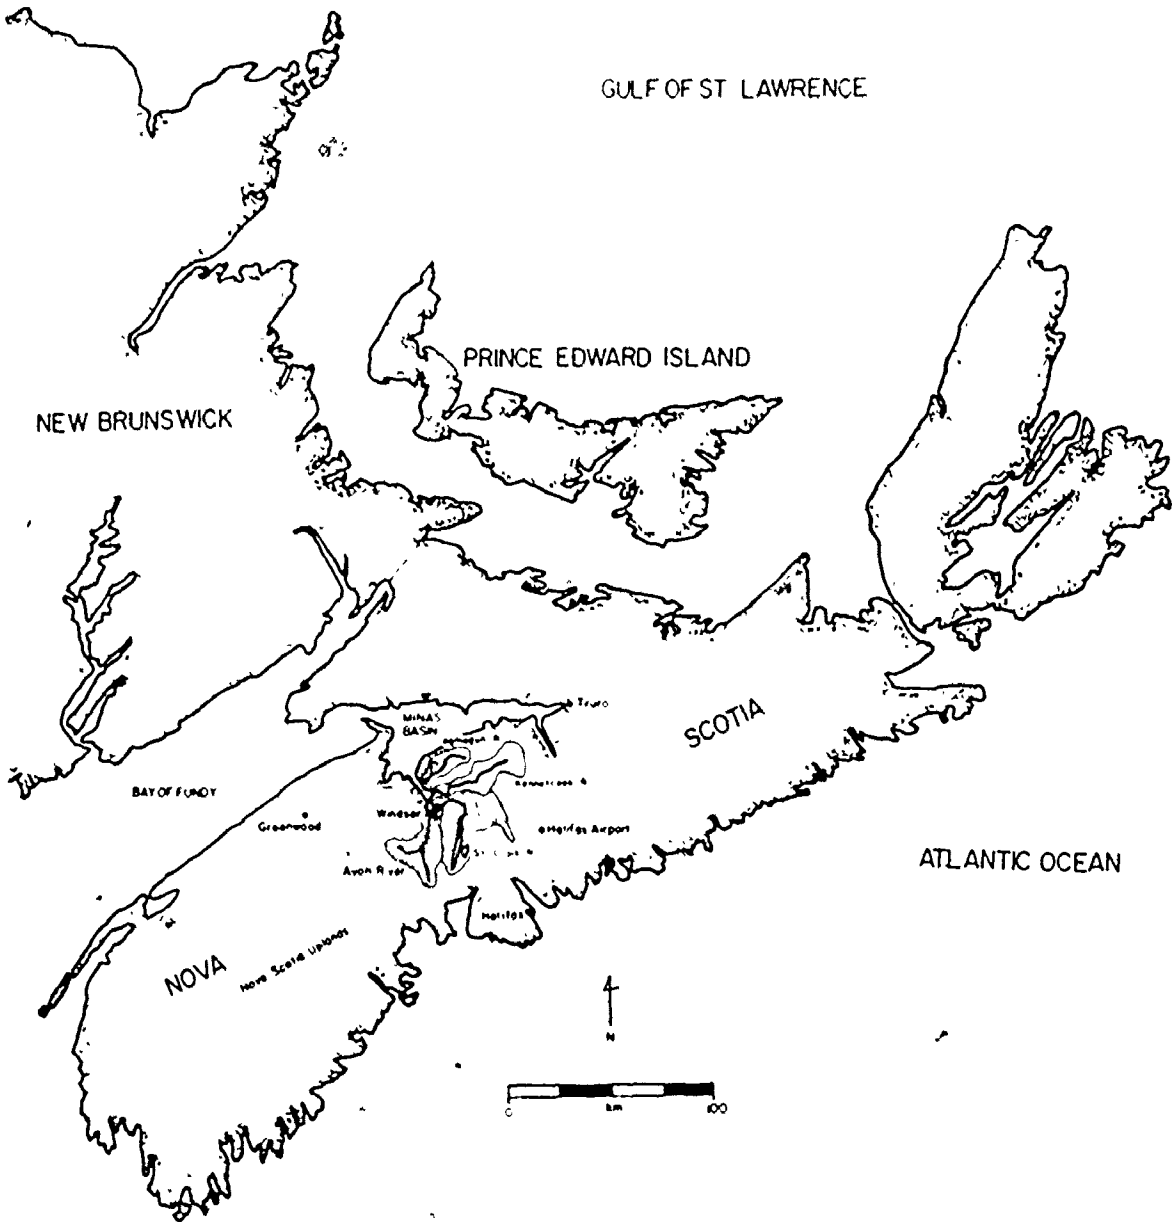 GULF OF ST LAWRENCE
PRINCE EDWARD ISLAND
NEW BRUNSWICK
Truro
MINAS
BASIN
SCOTIA
BAY OF FUNDY
Kennetcook R
Windsor
Greenwood
Halifax Airport
Avon River
ATLANTIC OCEAN
Halifax
NOVA
Nova Scotia Uplands
N
0
km
100